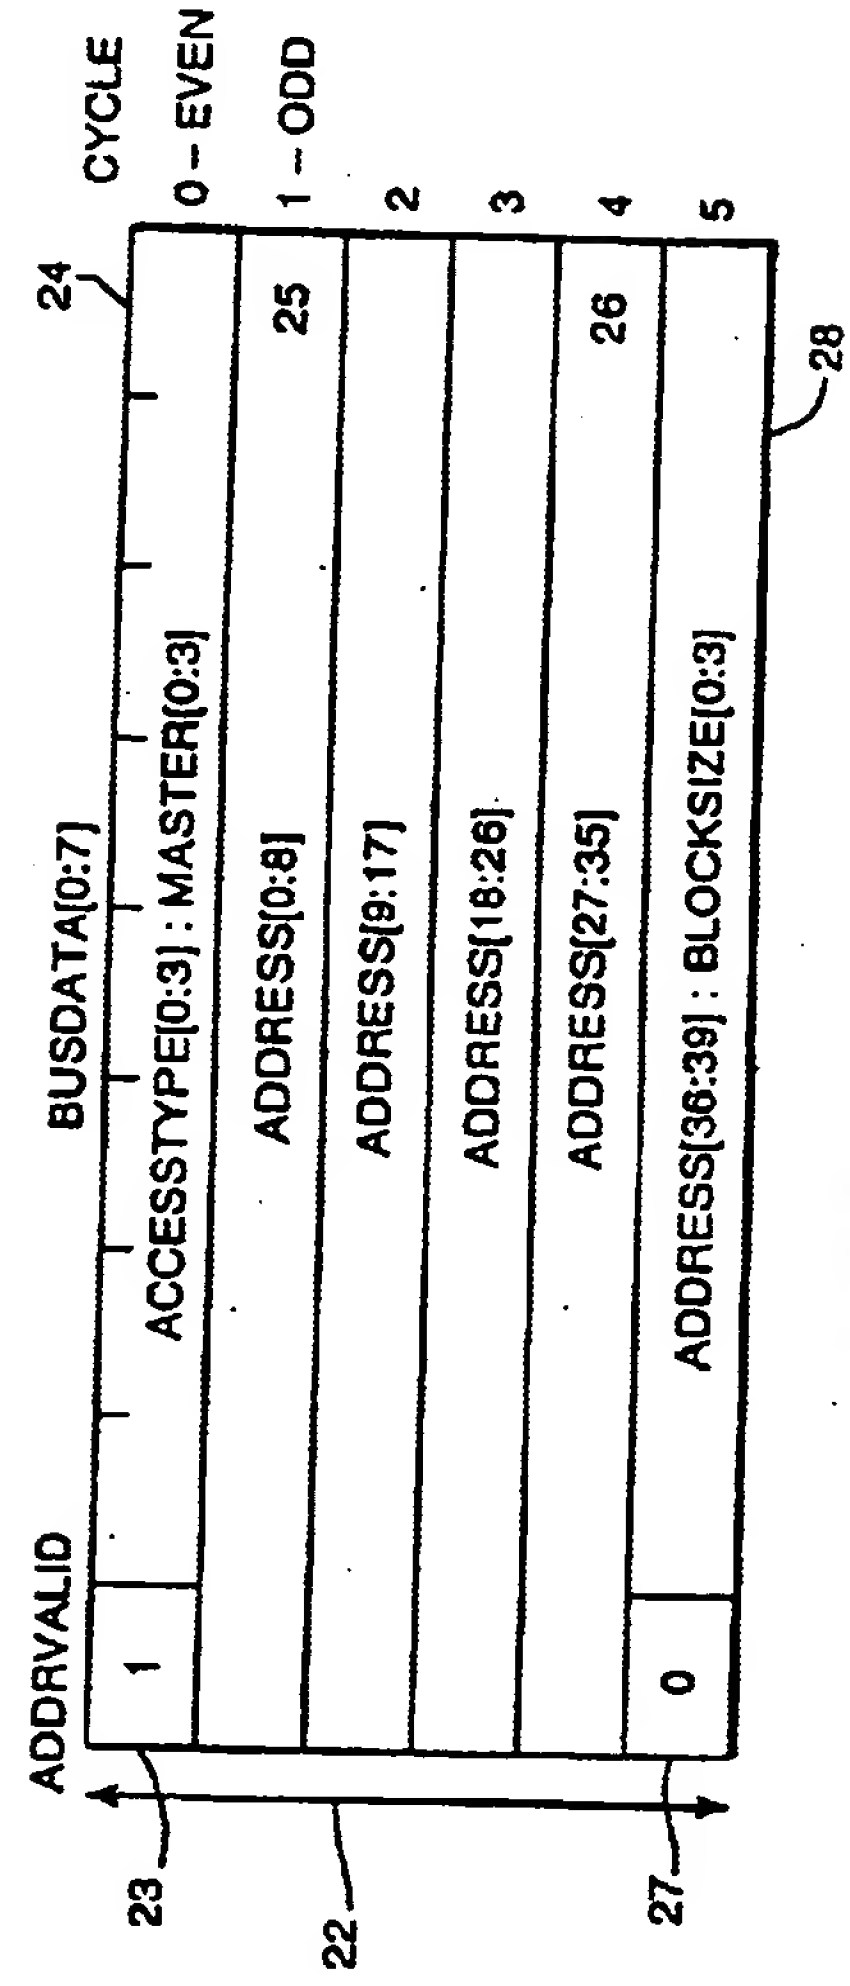 ADDRVALID BUSDATA[0:7] 24 CYCLE
23 1 ACCESSTYPE[0:3] : MASTER[0:3] 0 – EVEN
ADDRESS[0:8] 25 1 – ODD
22 ADDRESS[9:17] 2
ADDRESS[18:26] 3
ADDRESS[27:35] 26 4
27 0 ADDRESS[36:39] : BLOCKSIZE[0:3] 5
28